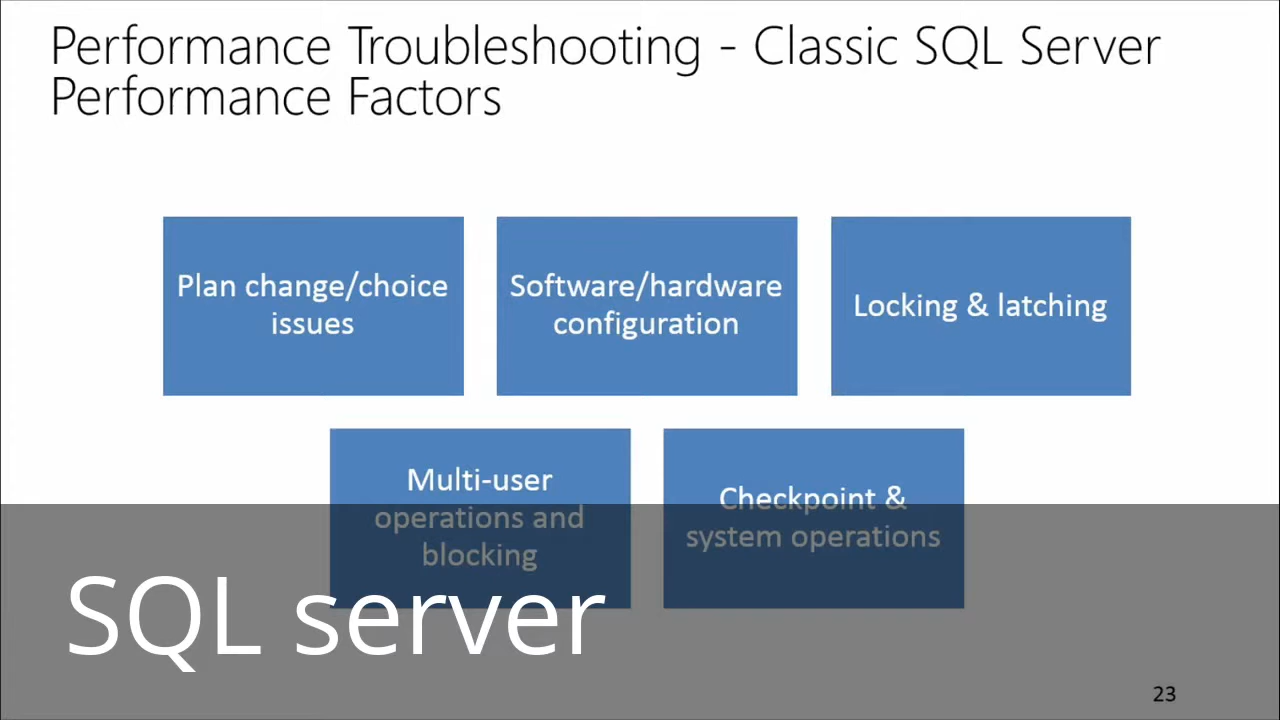 Performance Troubleshooting - Classic SQL Server
Performance Factors
Plan change/choice
issues
Software/hardware
configuration
Locking & latching
Multi-user
operations and
blocking
Checkpoint &
system operations
SQL server
23